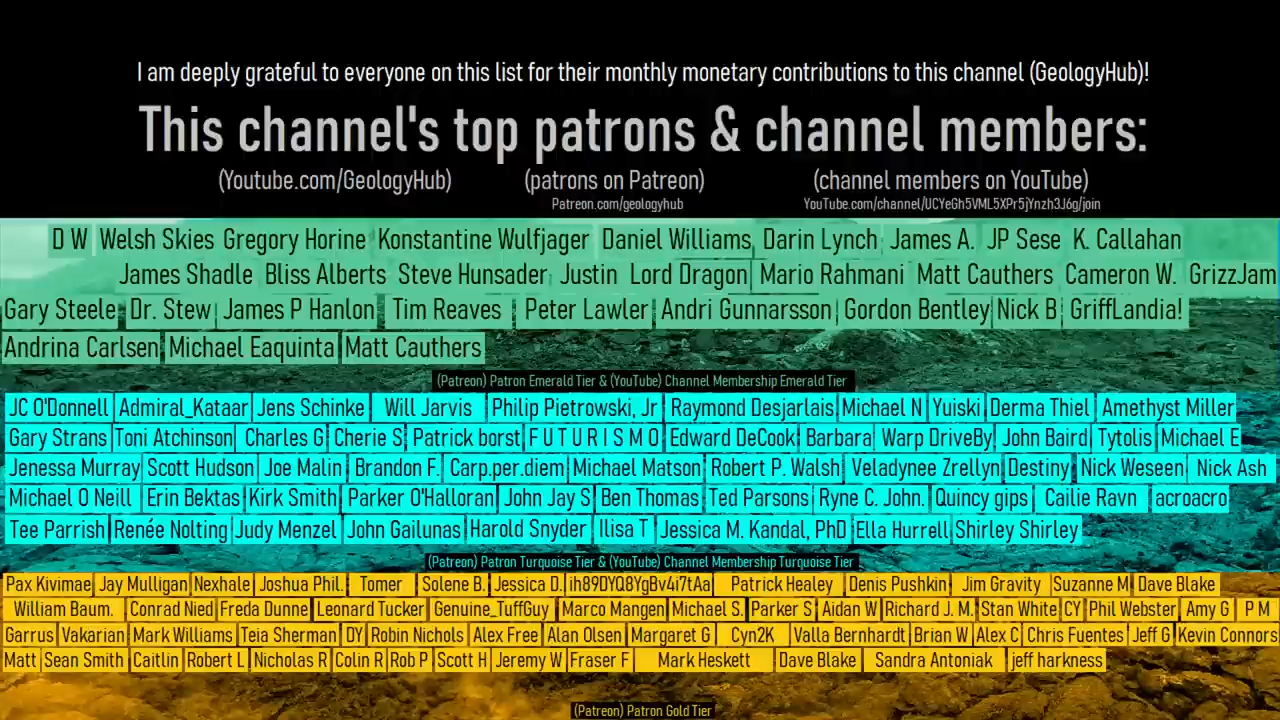 I am deeply grateful to everyone on this list for their monthly monetary contributions to this channel (GeologyHub)!
This channel's top patrons & channel members:
(Youtube.com/GeologyHub) (patrons on Patreon) (channel members on YouTube)
Patreon.com/geologyhub YouTube.com/channel/UCYeGh5VML5XPr5jYnzh3J6g/join
D W Welsh Skies Gregory Horine Konstantine Wulfjager Daniel Williams Darin Lynch James A. JP Sese K. Callahan
James Shadle Bliss Alberts Steve Hunsader Justin Lord Dragon Mario Rahmani Matt Cauthers Cameron W. GrizzJam
Gary Steele Dr. Stew James P Hanlon Tim Reaves Peter Lawler Andri Gunnarsson Gordon Bentley Nick B GriffLandia!
Andrina Carlsen Michael Eaquinta Matt Cauthers
(Patreon) Patron Emerald Tier & (YouTube) Channel Membership Emerald Tier
JC O'Donnell Admiral_Kataar Jens Schinke Will Jarvis Philip Pietrowski, Jr Raymond Desjarlais Michael N Yuiski Derma Thiel Amethyst Miller
Gary Strans Toni Atchinson Charles G Cherie S Patrick borst F U T U R I S M O Edward DeCook Barbara Warp DriveBy John Baird Tytolis Michael E
Jenessa Murray Scott Hudson Joe Malin Brandon F. Carp.per.diem Michael Matson Robert P. Walsh Veladynee Zrellyn Destiny Nick Weseen Nick Ash
Michael O Neill Erin Bektas Kirk Smith Parker O'Halloran John Jay S Ben Thomas Ted Parsons Ryne C. John. Quincy gips Cailie Ravn acroacro
Tee Parrish Renée Nolting Judy Menzel John Gailunas Harold Snyder Ilisa T Jessica M. Kandal, PhD Ella Hurrell Shirley Shirley
(Patreon) Patron Turquoise Tier & (YouTube) Channel Membership Turquoise Tier
Pax Kivimae Jay Mulligan Nexhale Joshua Phil. Tomer Solene B. Jessica D. ih89DYQ8YgBv4i7tAa Patrick Healey Denis Pushkin Jim Gravity Suzanne M Dave Blake
William Baum. Conrad Nied Freda Dunne Leonard Tucker Genuine_TuffGuy Marco Mangen Michael S. Parker S Aidan W Richard J. M. Stan White CY Phil Webster Amy G P M
Garrus Vakarian Mark Williams Teia Sherman DY Robin Nichols Alex Free Alan Olsen Margaret G Cyn2K Valla Bernhardt Brian W Alex C Chris Fuentes Jeff G Kevin Connors
Matt Sean Smith Caitlin Robert L Nicholas R Colin R Rob P Scott H Jeremy W Fraser F Mark Heskett Dave Blake Sandra Antoniak jeff harkness
(Patreon) Patron Gold Tier